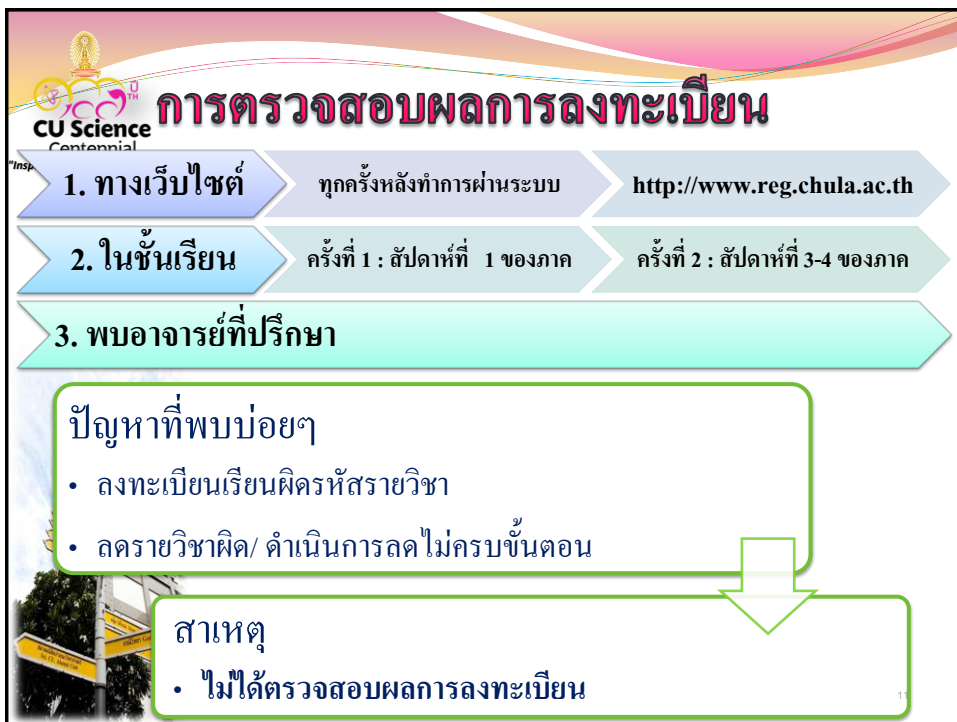 การตรวจสอบผลการลงทะเบียน
ปี
TH
CU Science
Centennial
"Insp
1. ทางเว็บไซต์
ทุกครั้งหลังทำการผ่านระบบ
http://www.reg.chula.ac.th
2. ในชั้นเรียน
ครั้งที่ 1 : สัปดาห์ที่ 1 ของภาค
ครั้งที่ 2 : สัปดาห์ที่ 3-4 ของภาค
3. พบอาจารย์ที่ปรึกษา
ปัญหาที่พบบ่อยๆ
• ลงทะเบียนเรียนผิดรหัสรายวิชา
• ลดรายวิชาผิด/ ดำเนินการลดไม่ครบขั้นตอน
สาเหตุ
• ไม่ได้ตรวจสอบผลการลงทะเบียน
11